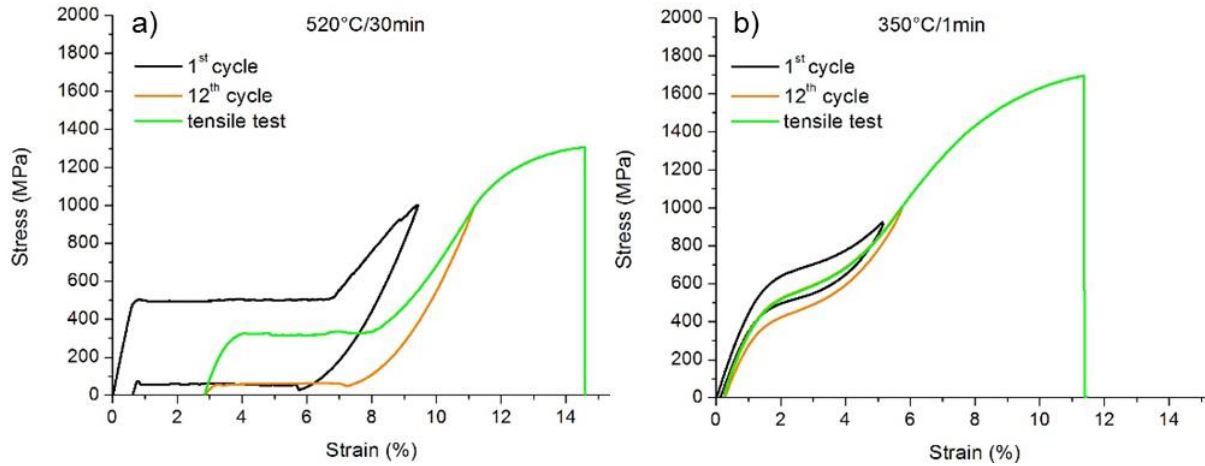 a)
520°C/30min
1st cycle
12th cycle
tensile test
Stress (MPa)
2000
1800
1600
1400
1200
1000
800
600
400
200
0
0 2 4 6 8 10 12 14
Strain (%)
b)
350°C/1min
1st cycle
12th cycle
tensile test
Stress (MPa)
2000
1800
1600
1400
1200
1000
800
600
400
200
0
0 2 4 6 8 10 12 14
Strain (%)